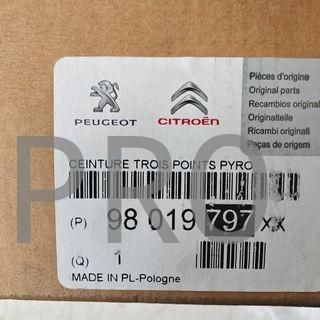 Pièces d'origine
Original parts
Recambios originales
Originalteile
Ricambi originali
Peças de origem
PEUGEOT
CITROËN
CEINTURE TROIS POINTS PYRO
(P) 98 019 797 XX
(Q) 1
MADE IN PL-Pologne